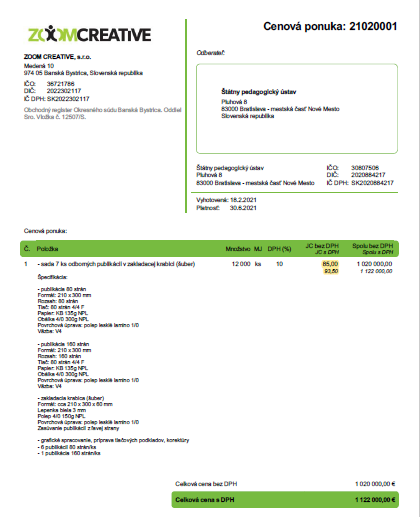 ZOOMCREATIVE
Cenová ponuka: 21020001
ZOOM CREATIVE, s.r.o.
Medená 10
974 05 Banská Bystrica, Slovenská republika
IČO: 36721786
DIČ: 2022302117
IČ DPH: SK2022302117
Obchodný register Okresného súdu Banská Bystrica. Oddiel
Sro. Vložka č. 12507/S.
Odberateľ:
Štátny pedagogický ústav
Pluhová 8
83000 Bratislava - mestská časť Nové Mesto
Slovenská republika
Štátny pedagogický ústav
Pluhová 8
83000 Bratislava - mestská časť Nové Mesto
IČO: 30807506
DIČ: 2020884217
IČ DPH: SK2020884217
Vyhotovená: 18.2.2021
Platnosť: 30.6.2021
Cenová ponuka:
Č. Položka Množstvo MJ DPH (%) JC bez DPH Spolu bez DPH
JC s DPH Spolu s DPH
1 - sada 7 ks odborných publikácií v zakladacej krabici (šuber) 12 000 ks 10 85,00 1 020 000,00
93,50 1 122 000,00
Špecifikácia:
- publikácia 80 strán
Formát: 210 x 300 mm
Rozsah: 80 strán
Tlač: 80 strán 4/4 F
Papier: KB 135g NPL
Obálka 4/0 300g NPL
Povrchová úprava: polep lesklé lamino 1/0
Väzba: V4
- publikácia 160 strán
Formát: 210 x 300 mm
Rozsah: 160 strán
Tlač: 160 strán 4/4 F
Papier: KB 135g NPL
Obálka 4/0 300g NPL
Povrchová úprava: polep lesklé lamino 1/0
Väzba: V4
- zakladacia krabica (šuber)
Formát: cca 210 x 300 x 60 mm
Lepenka biela 3 mm
Polep 4/0 150g NPL
Povrchová úprava: polep lesklé lamino 1/0
Zasúvanie publikácií z ľavej strany
- grafické spracovanie, príprava tlačových podkladov, korektúry
- 6 publikácií 80 strán/ks
- 1 publikácia 160 strán/ks
Celková cena bez DPH 1 020 000,00 €
Celková cena s DPH 1 122 000,00 €